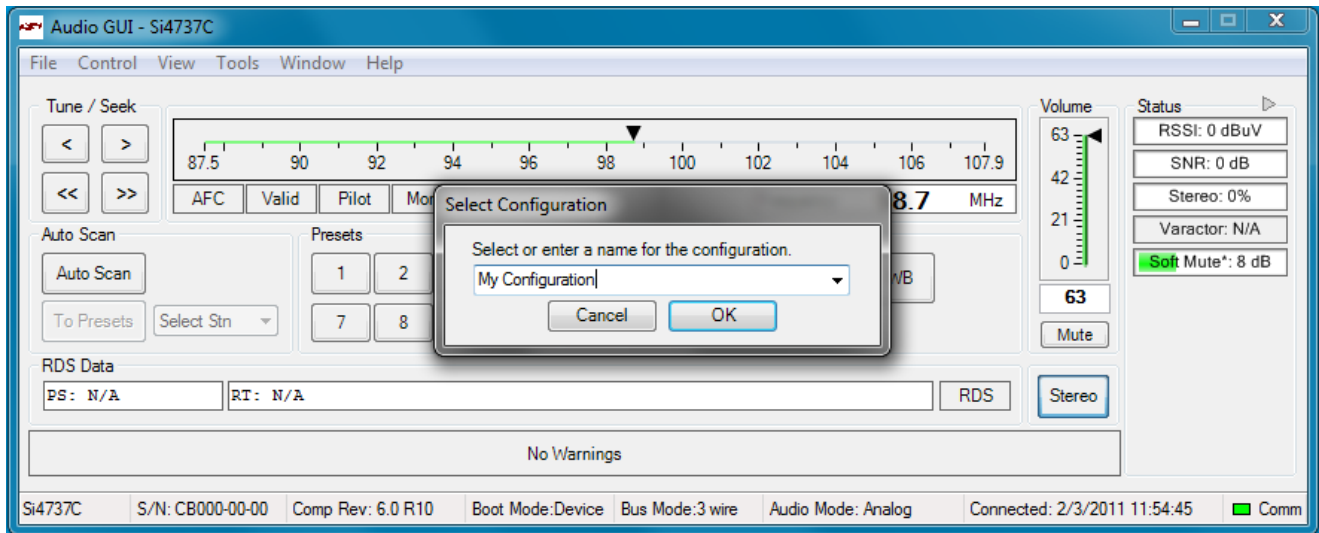 Audio GUI - Si4737C
File Control View Tools Window Help
Tune / Seek
< >
<< >>
87.5 90 92 94 96 98 100 102 104 106 107.9
AFC Valid Pilot 8.7 MHz
Volume
63
42
21
0
63
Mute
Status
RSSI: 0 dBuV
SNR: 0 dB
Stereo: 0%
Varactor: N/A
Soft Mute*: 8 dB
Auto Scan
Auto Scan
To Presets Select Stn
Presets
1 2
7 8
Select Configuration
Select or enter a name for the configuration.
My Configuration
Cancel OK
RDS Data
PS: N/A RT: N/A RDS
Stereo
No Warnings
Si4737C S/N: CB000-00-00 Comp Rev: 6.0 R10 Boot Mode:Device Bus Mode:3 wire Audio Mode: Analog Connected: 2/3/2011 11:54:45 Comm